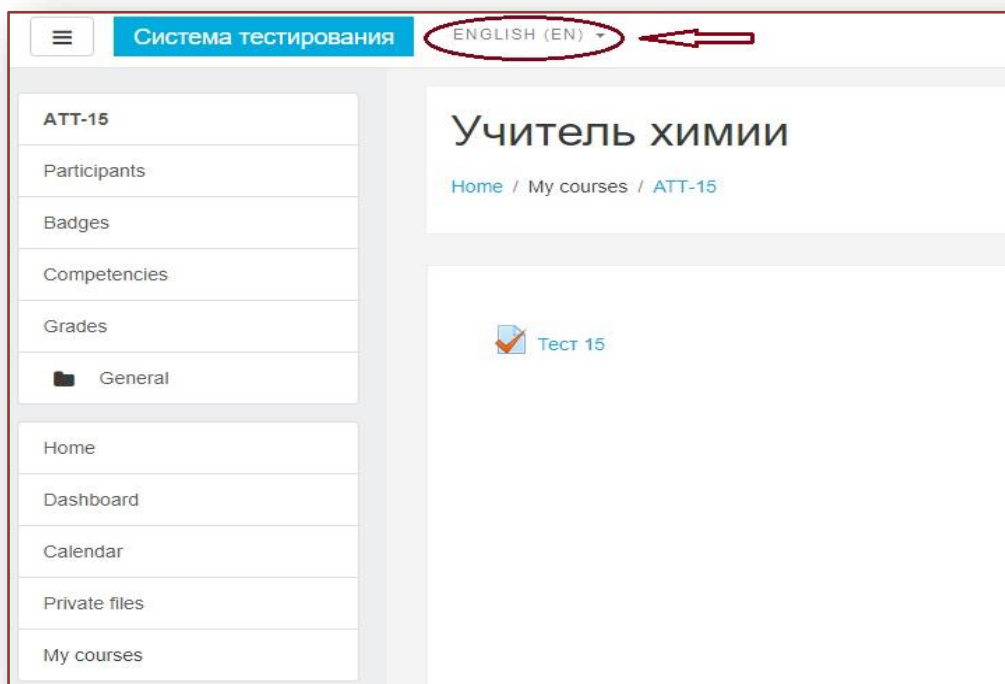 Система тестирования ENGLISH (EN)
ATT-15
Participants
Badges
Competencies
Grades
General
Home
Dashboard
Calendar
Private files
My courses
Учитель химии
Home / My courses / ATT-15
Тест 15